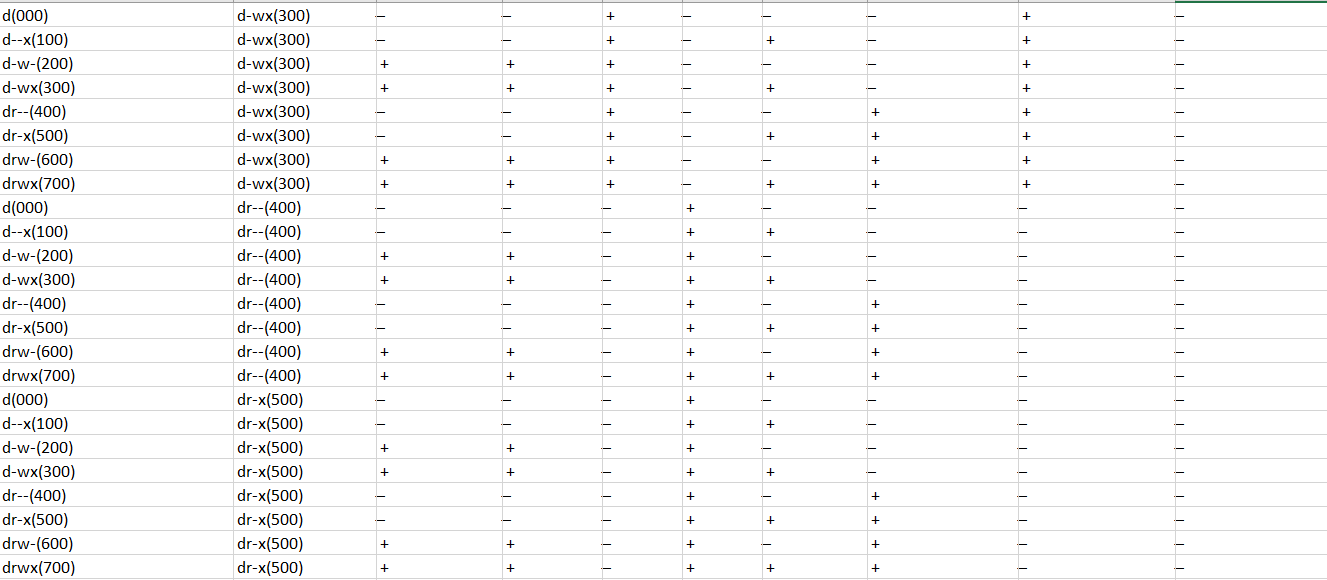 d(000) d-wx(300) – – + – – – + –
d--x(100) d-wx(300) – – + – + – + –
d-w-(200) d-wx(300) + + + – – – + –
d-wx(300) d-wx(300) + + + – + – + –
dr--(400) d-wx(300) – – + – – + + –
dr-x(500) d-wx(300) – – + – + + + –
drw-(600) d-wx(300) + + + – – + + –
drwx(700) d-wx(300) + + + – + + + –
d(000) dr--(400) – – – + – – – –
d--x(100) dr--(400) – – – + + – – –
d-w-(200) dr--(400) + + – + – – – –
d-wx(300) dr--(400) + + – + + – – –
dr--(400) dr--(400) – – – + – + – –
dr-x(500) dr--(400) – – – + + + – –
drw-(600) dr--(400) + + – + – + – –
drwx(700) dr--(400) + + – + + + – –
d(000) dr-x(500) – – – + – – – –
d--x(100) dr-x(500) – – – + + – – –
d-w-(200) dr-x(500) + + – + – – – –
d-wx(300) dr-x(500) + + – + + – – –
dr--(400) dr-x(500) – – – + – + – –
dr-x(500) dr-x(500) – – – + + + – –
drw-(600) dr-x(500) + + – + – + – –
drwx(700) dr-x(500) + + – + + + – –